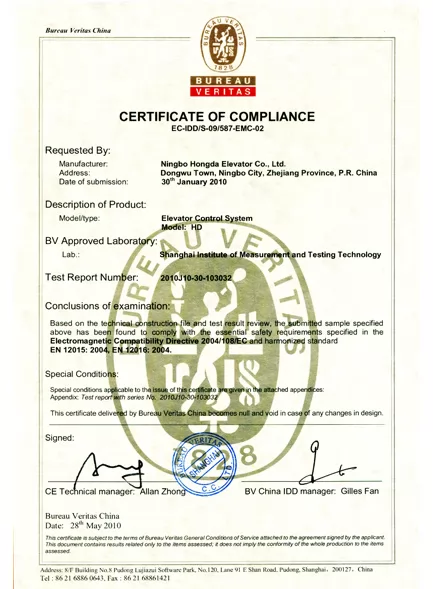 Bureau Veritas China
BUREAU VERITAS
1828
BUREAU
VERITAS
CERTIFICATE OF COMPLIANCE
EC-IDD/S-09/587-EMC-02
Requested By:
Manufacturer: Ningbo Hongda Elevator Co., Ltd.
Address: Dongwu Town, Ningbo City, Zhejiang Province, P.R. China
Date of submission: 30th January 2010
Description of Product:
Model/type: Elevator Control System
Model: HD
BV Approved Laboratory:
Lab.: Shanghai Institute of Measurement and Testing Technology
Test Report Number: 2010J10-30-103032
Conclusions of examination:
Based on the technical construction file and test result review, the submitted sample specified
above has been found to comply with the essential safety requirements specified in the
Electromagnetic Compatibility Directive 2004/108/EC and harmonized standard
EN 12015: 2004, EN 12016: 2004.
Special Conditions:
Special conditions applicable to the issue of this certificate are given in the attached appendices:
Appendix: Test report with series No. 2010J10-30-103032
This certificate delivered by Bureau Veritas China becomes null and void in case of any changes in design.
Signed:
BUREAU VERITAS
SHANGHAI
1828
CE Technical manager: Allan Zhong BV China IDD manager: Gilles Fan
Bureau Veritas China
Date: 28th May 2010
This certificate is subject to the terms of Bureau Veritas General Conditions of Service attached to the agreement signed by the applicant.
This document contains results related only to the items assessed; it does not imply the conformity of the whole production to the items
assessed.
Address: 8/F Building No.8 Pudong Lujiazui Software Park, No.120, Lane 91 E Shan Road, Pudong, Shanghai, 200127, China
Tel : 86 21 6886 0643, Fax : 86 21 68861421